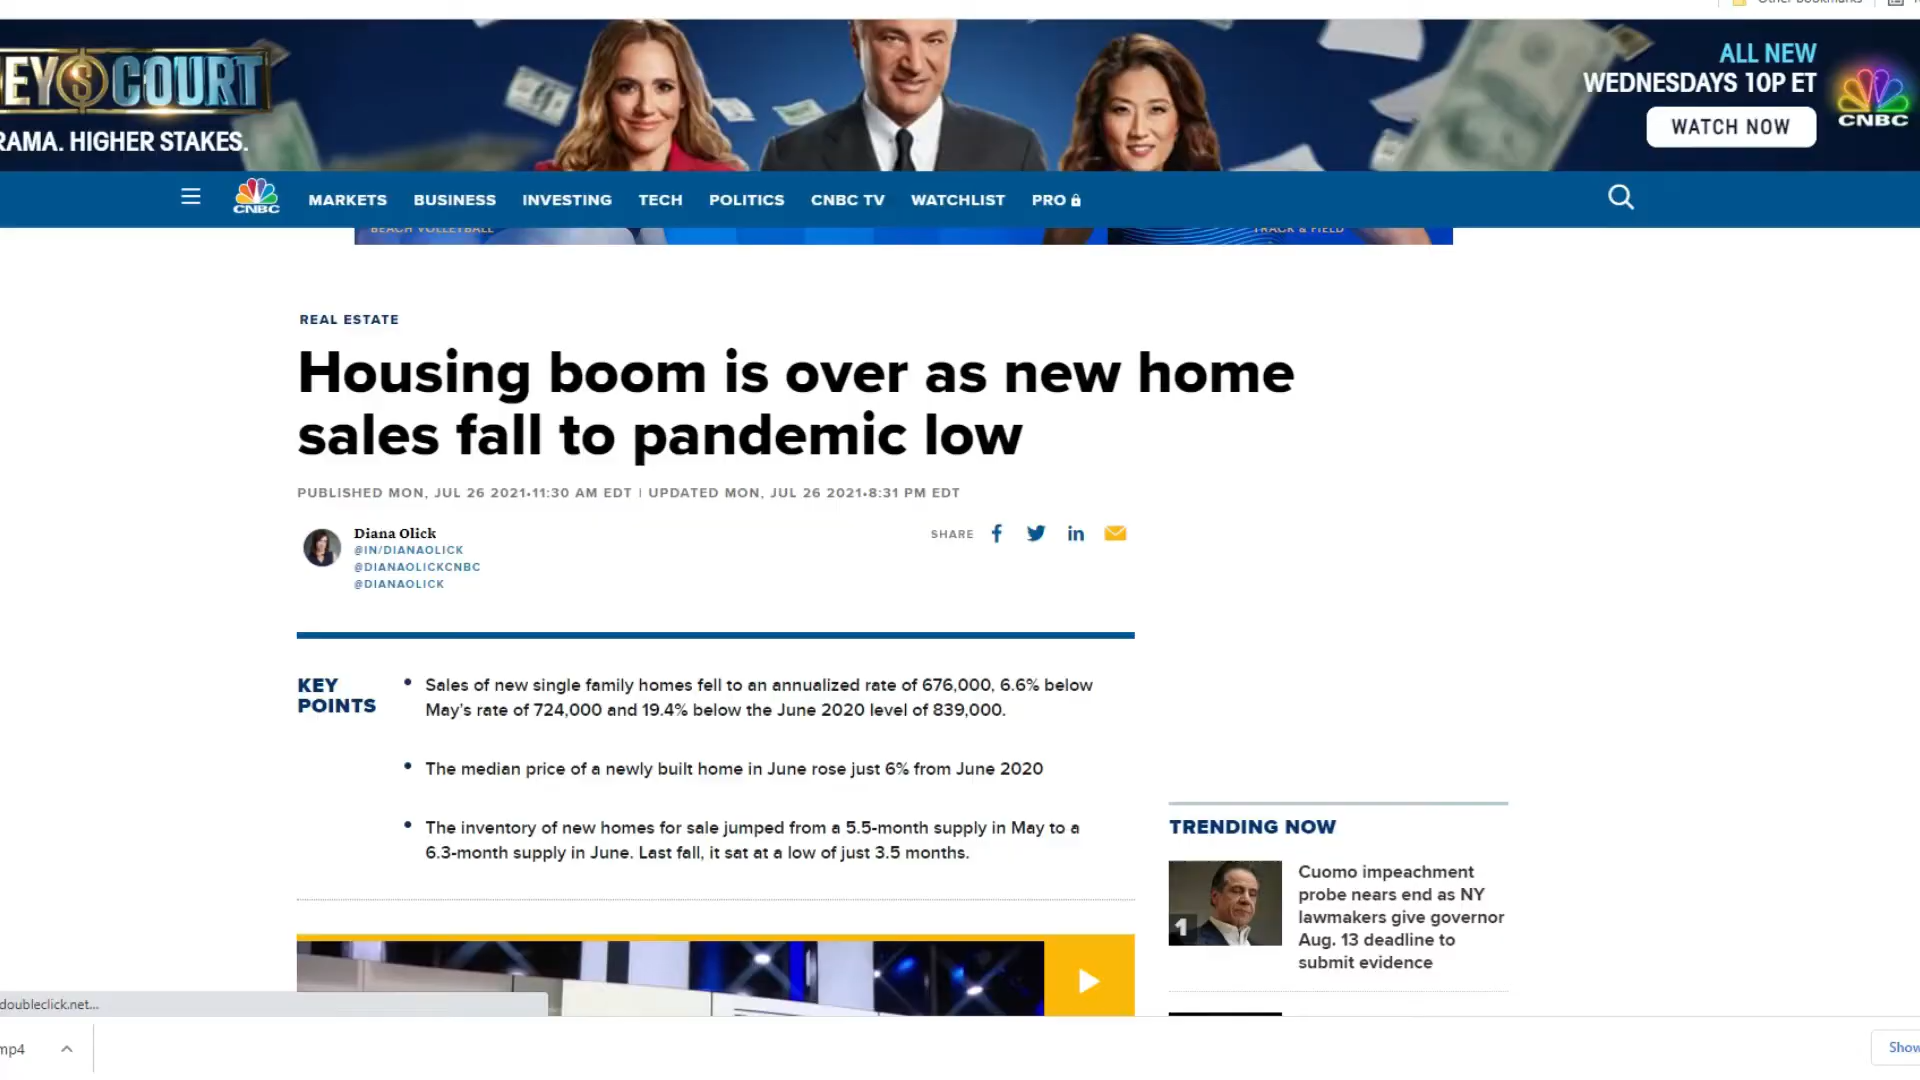 Other bookmarks
EY$COURT
RAMA. HIGHER STAKES.
ALL NEW
WEDNESDAYS 10P ET
WATCH NOW
CNBC
CNBC
MARKETS
BUSINESS
INVESTING
TECH
POLITICS
CNBC TV
WATCHLIST
PRO
BEACH VOLLEYBALL
TRACK & FIELD
REAL ESTATE
Housing boom is over as new home
sales fall to pandemic low
PUBLISHED MON, JUL 26 2021•11:30 AM EDT | UPDATED MON, JUL 26 2021•8:31 PM EDT
Diana Olick
@IN/DIANAOLICK
@DIANAOLICKCNBC
@DIANAOLICK
SHARE
KEY
POINTS
• Sales of new single family homes fell to an annualized rate of 676,000, 6.6% below
May's rate of 724,000 and 19.4% below the June 2020 level of 839,000.
• The median price of a newly built home in June rose just 6% from June 2020
• The inventory of new homes for sale jumped from a 5.5-month supply in May to a
6.3-month supply in June. Last fall, it sat at a low of just 3.5 months.
TRENDING NOW
1
Cuomo impeachment
probe nears end as NY
lawmakers give governor
Aug. 13 deadline to
submit evidence
doubleclick.net...
mp4
Show